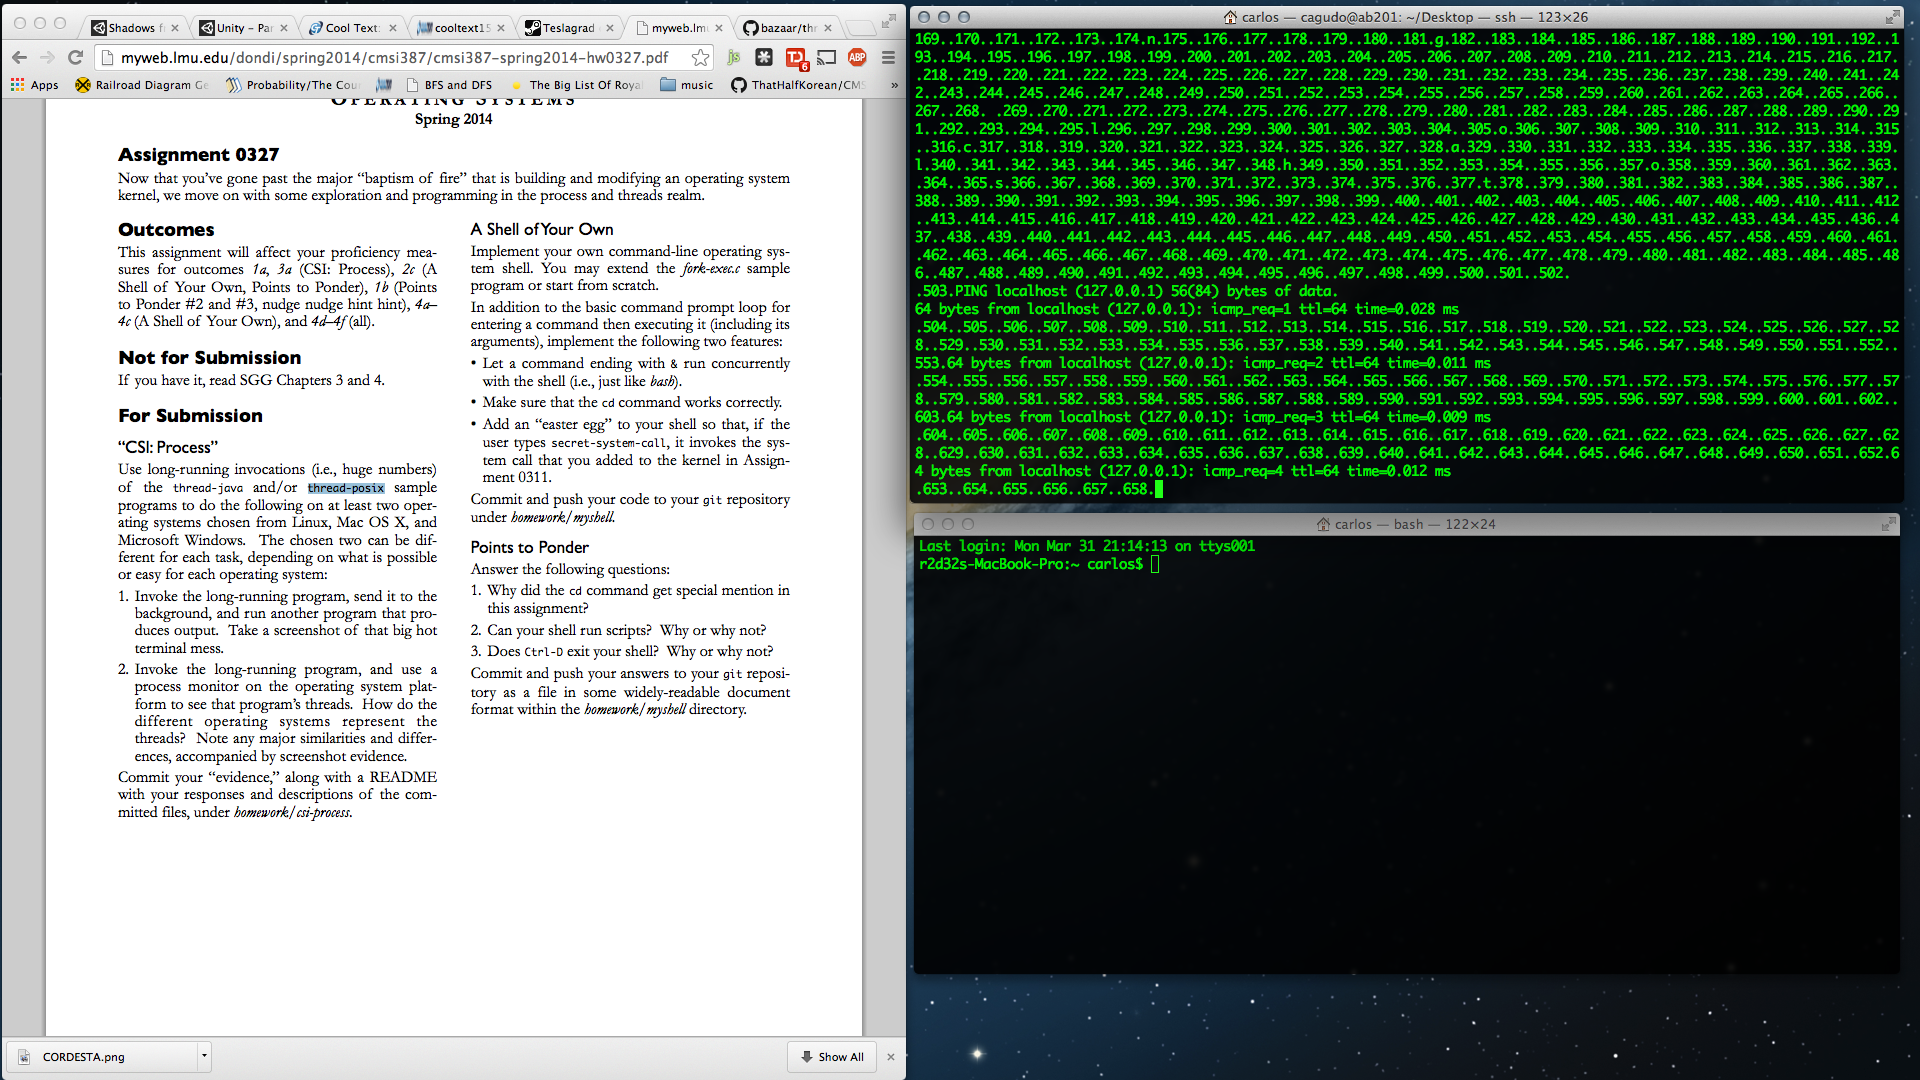 Shadows f
Unity – Par
Cool Text:
cooltext15
Teslagrad
myweb.lmu
bazaar/thr
myweb.lmu.edu/dondi/spring2014/cmsi387/cmsi387-spring2014-hw0327.pdf
Apps
Railroad Diagram Ge
Probability/The Cour
BFS and DFS
The Big List Of Royal
music
ThatHalfKorean/CMS
OPERATING SYSTEMS
Spring 2014
Assignment 0327
Now that you've gone past the major “baptism of fire” that is building and modifying an operating system
kernel, we move on with some exploration and programming in the process and threads realm.
Outcomes
This assignment will affect your proficiency mea-
sures for outcomes 1a, 3a (CSI: Process), 2c (A
Shell of Your Own, Points to Ponder), 1b (Points
to Ponder #2 and #3, nudge nudge hint hint), 4a–
4c (A Shell of Your Own), and 4d–4f (all).
Not for Submission
If you have it, read SGG Chapters 3 and 4.
For Submission
“CSI: Process”
Use long-running invocations (i.e., huge numbers)
of the thread-java and/or thread-posix sample
programs to do the following on at least two oper-
ating systems chosen from Linux, Mac OS X, and
Microsoft Windows. The chosen two can be dif-
ferent for each task, depending on what is possible
or easy for each operating system:
1. Invoke the long-running program, send it to the
background, and run another program that pro-
duces output. Take a screenshot of that big hot
terminal mess.
2. Invoke the long-running program, and use a
process monitor on the operating system plat-
form to see that program's threads. How do the
different operating systems represent the
threads? Note any major similarities and differ-
ences, accompanied by screenshot evidence.
Commit your “evidence,” along with a README
with your responses and descriptions of the com-
mitted files, under homework/csi-process.
A Shell of Your Own
Implement your own command-line operating sys-
tem shell. You may extend the fork-exec.c sample
program or start from scratch.
In addition to the basic command prompt loop for
entering a command then executing it (including its
arguments), implement the following two features:
• Let a command ending with & run concurrently
with the shell (i.e., just like bash).
• Make sure that the cd command works correctly.
• Add an “easter egg” to your shell so that, if the
user types secret-system-call, it invokes the sys-
tem call that you added to the kernel in Assign-
ment 0311.
Commit and push your code to your git repository
under homework/myshell.
Points to Ponder
Answer the following questions:
1. Why did the cd command get special mention in
this assignment?
2. Can your shell run scripts? Why or why not?
3. Does Ctrl-D exit your shell? Why or why not?
Commit and push your answers to your git reposi-
tory as a file in some widely-readable document
format within the homework/myshell directory.
CORDESTA.png
Show All
carlos — cagudo@ab201: ~/Desktop — ssh — 123×26
169..170..171..172..173..174.n.175..176..177..178..179..180..181.g.182..183..184..185..186..187..188..189..190..191..192..1
93..194..195..196..197..198..199..200..201..202..203..204..205..206..207..208..209..210..211..212..213..214..215..216..217.
.218..219..220..221..222..223..224..225..226..227..228..229..230..231..232..233..234..235..236..237..238..239..240..241..24
2..243..244..245..246..247..248..249..250..251..252..253..254..255..256..257..258..259..260..261..262..263..264..265..266..
267..268. .269..270..271..272..273..274..275..276..277..278..279..280..281..282..283..284..285..286..287..288..289..290..29
1..292..293..294..295.l.296..297..298..299..300..301..302..303..304..305.o.306..307..308..309..310..311..312..313..314..315
..316.c.317..318..319..320..321..322..323..324..325..326..327..328.a.329..330..331..332..333..334..335..336..337..338..339.
l.340..341..342..343..344..345..346..347..348.h.349..350..351..352..353..354..355..356..357.o.358..359..360..361..362..363.
.364..365.s.366..367..368..369..370..371..372..373..374..375..376..377.t.378..379..380..381..382..383..384..385..386..387..
388..389..390..391..392..393..394..395..396..397..398..399..400..401..402..403..404..405..406..407..408..409..410..411..412
..413..414..415..416..417..418..419..420..421..422..423..424..425..426..427..428..429..430..431..432..433..434..435..436..4
37..438..439..440..441..442..443..444..445..446..447..448..449..450..451..452..453..454..455..456..457..458..459..460..461.
.462..463..464..465..466..467..468..469..470..471..472..473..474..475..476..477..478..479..480..481..482..483..484..485..48
6..487..488..489..490..491..492..493..494..495..496..497..498..499..500..501..502.
.503.PING localhost (127.0.0.1) 56(84) bytes of data.
64 bytes from localhost (127.0.0.1): icmp_req=1 ttl=64 time=0.028 ms
.504..505..506..507..508..509..510..511..512..513..514..515..516..517..518..519..520..521..522..523..524..525..526..527..52
8..529..530..531..532..533..534..535..536..537..538..539..540..541..542..543..544..545..546..547..548..549..550..551..552..
553.64 bytes from localhost (127.0.0.1): icmp_req=2 ttl=64 time=0.011 ms
.554..555..556..557..558..559..560..561..562..563..564..565..566..567..568..569..570..571..572..573..574..575..576..577..57
8..579..580..581..582..583..584..585..586..587..588..589..590..591..592..593..594..595..596..597..598..599..600..601..602..
603.64 bytes from localhost (127.0.0.1): icmp_req=3 ttl=64 time=0.009 ms
.604..605..606..607..608..609..610..611..612..613..614..615..616..617..618..619..620..621..622..623..624..625..626..627..62
8..629..630..631..632..633..634..635..636..637..638..639..640..641..642..643..644..645..646..647..648..649..650..651..652.6
4 bytes from localhost (127.0.0.1): icmp_req=4 ttl=64 time=0.012 ms
.653..654..655..656..657..658.
carlos — bash — 122×24
Last login: Mon Mar 31 21:14:13 on ttys001
r2d32s-MacBook-Pro:~ carlos$